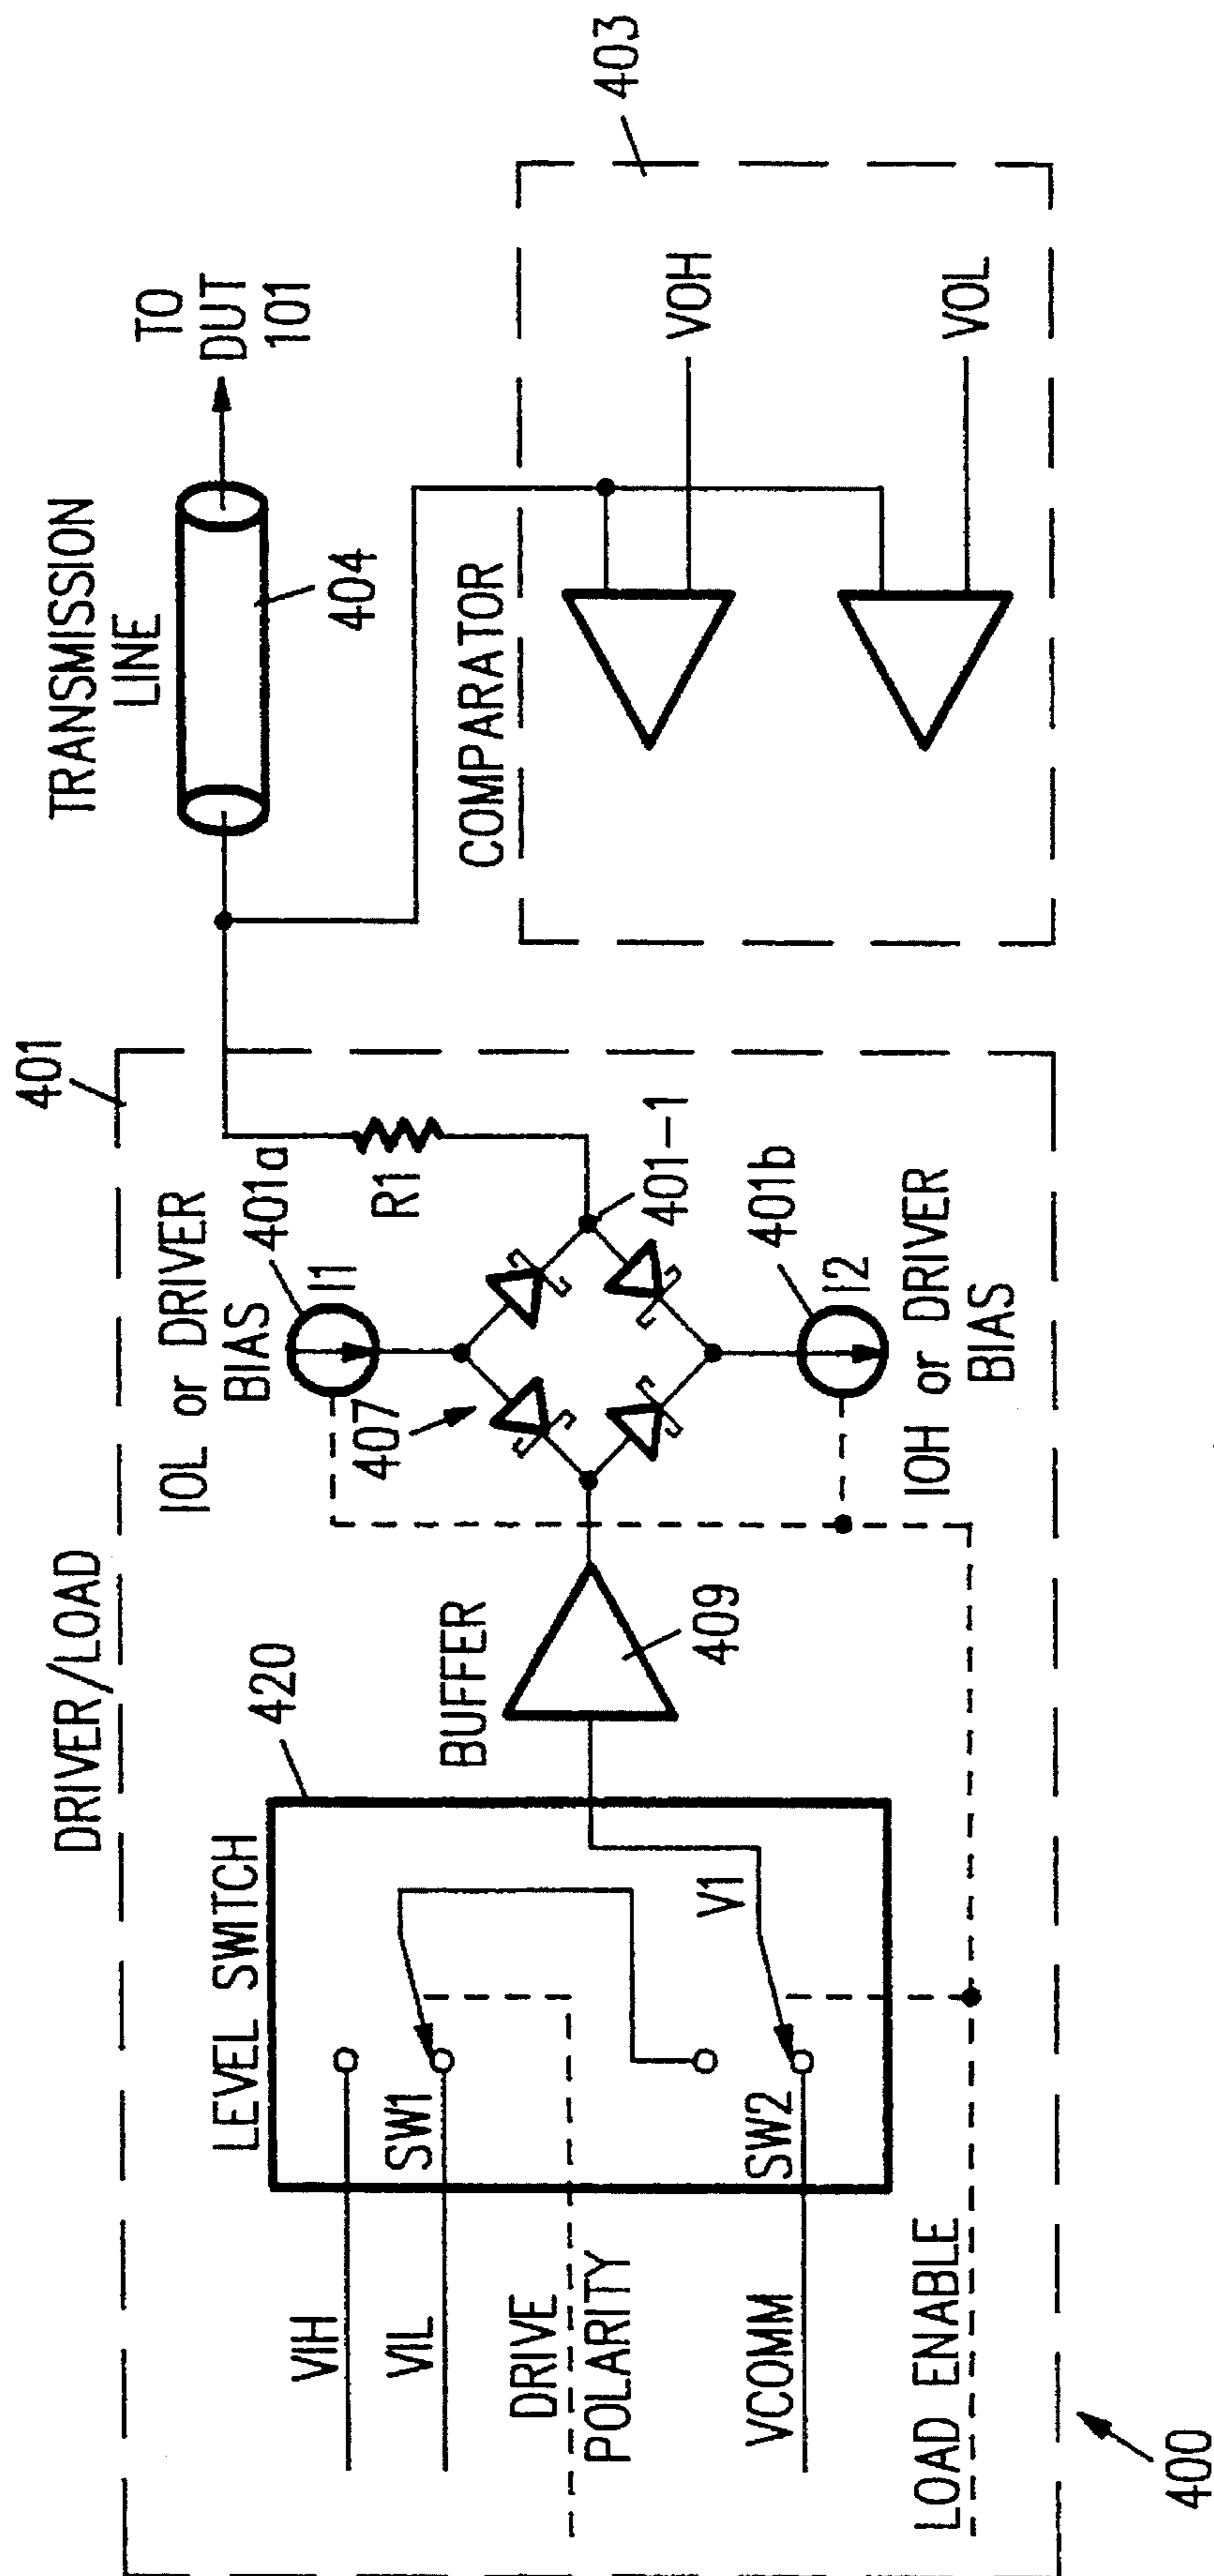 DRIVER/LOAD
401
LEVEL SWITCH
420
VIH
VIL
SW1
DRIVE
POLARITY
VCOMM
SW2
V1
LOAD ENABLE
BUFFER
409
IOL or DRIVER
BIAS
401a
I1
407
R1
401-1
401b
I2
IOH or DRIVER
BIAS
TRANSMISSION
LINE
404
TO
DUT
101
COMPARATOR
403
VOH
VOL
400